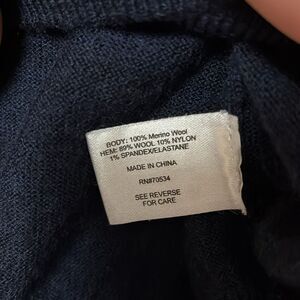 BODY: 100% Merino Wool
HEM: 89% WOOL 10% NYLON
1% SPANDEX/ELASTANE
MADE IN CHINA
RN#70534
SEE REVERSE
FOR CARE